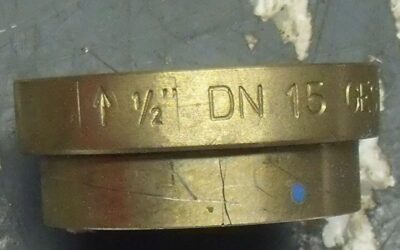 ↑ 1/2" DN 15